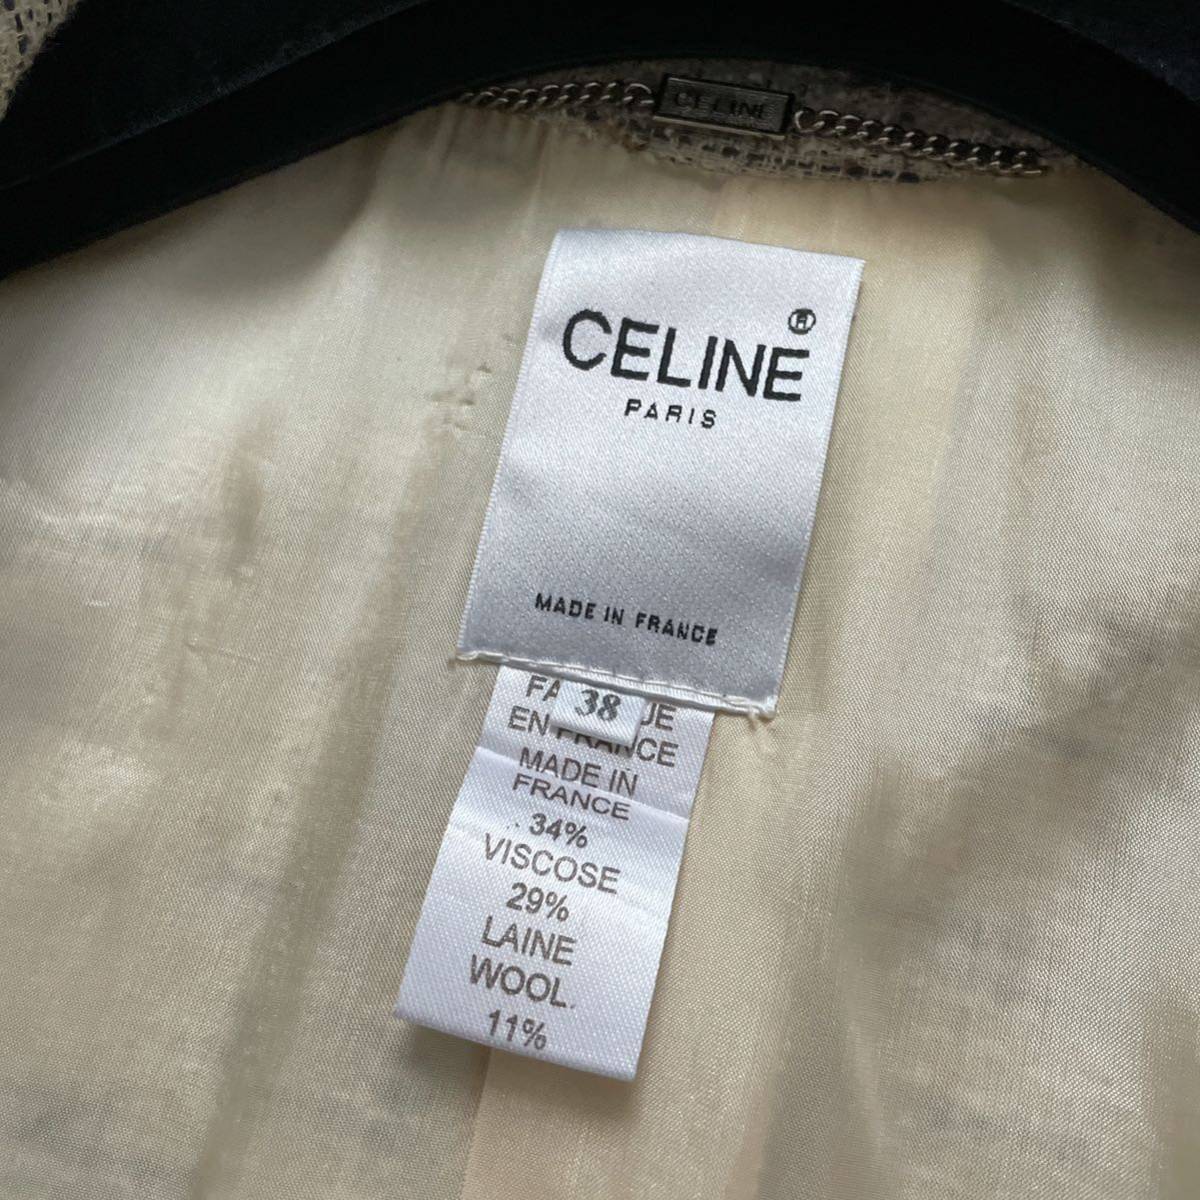 CELINE
CELINE ®
PARIS
MADE IN FRANCE
38
EN FRANCE
MADE IN
FRANCE
34%
VISCOSE
29%
LAINE
WOOL.
11%